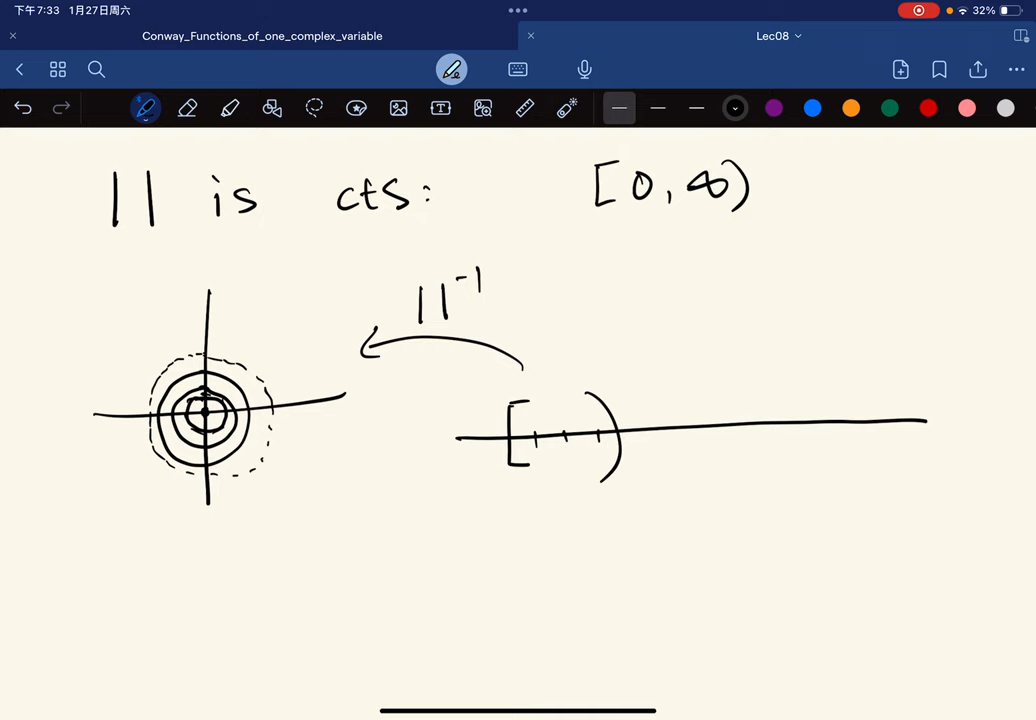 下午7:33 1月27日周六
32%
Conway_Functions_of_one_complex_variable
Lec08
|| is cts: [0, ∞)
||⁻¹